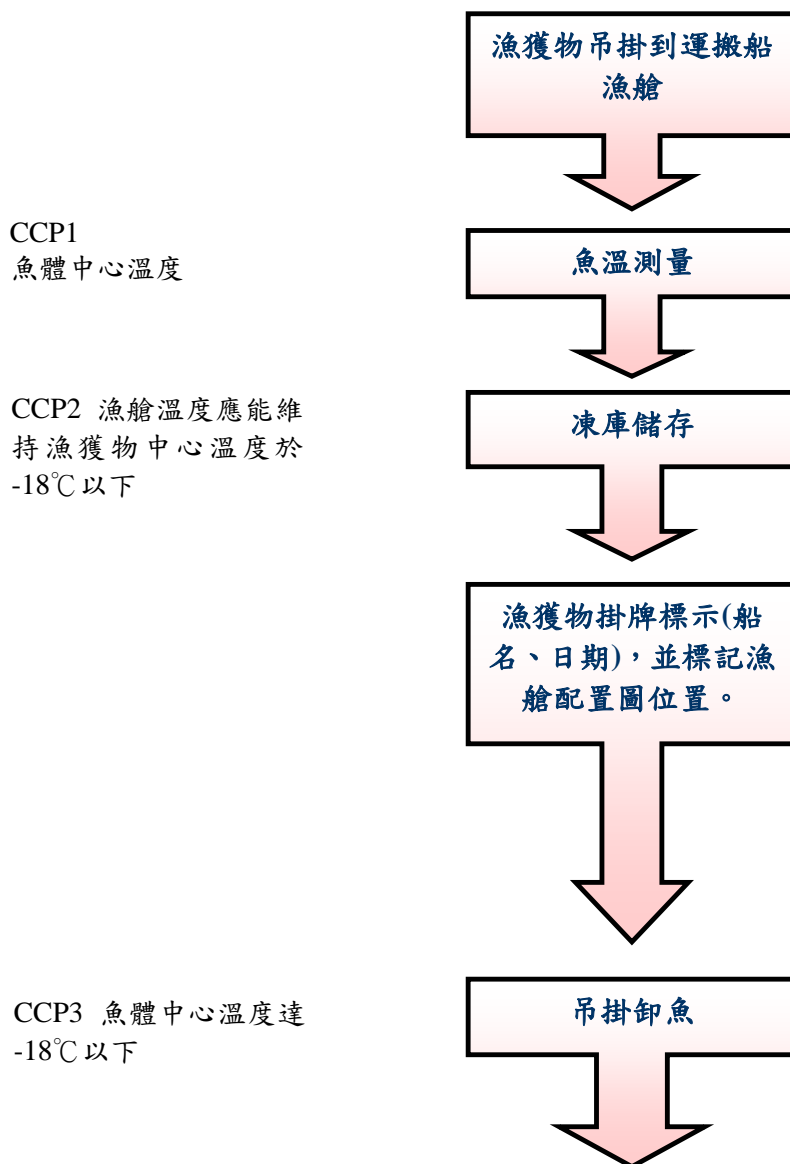 漁獲物吊掛到運搬船
漁艙
CCP1
魚體中心溫度
魚溫測量
CCP2 漁艙溫度應能維
持漁獲物中心溫度於
-18℃以下
凍庫儲存
漁獲物掛牌標示(船
名、日期)，並標記漁
艙配置圖位置。
CCP3 魚體中心溫度達
-18℃以下
吊掛卸魚